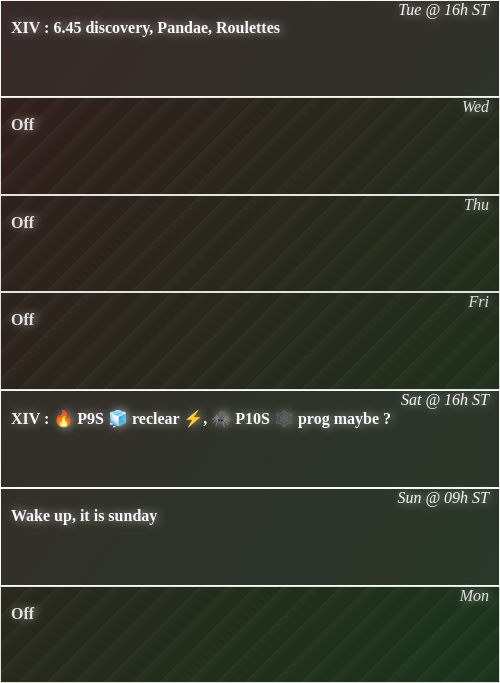 Tue @ 16h ST
XIV : 6.45 discovery, Pandae, Roulettes
Wed
Off
Thu
Off
Fri
Off
Sat @ 16h ST
XIV : 🔥 P9S 🧊 reclear ⚡, 🕷️ P10S 🕸️ prog maybe ?
Sun @ 09h ST
Wake up, it is sunday
Mon
Off